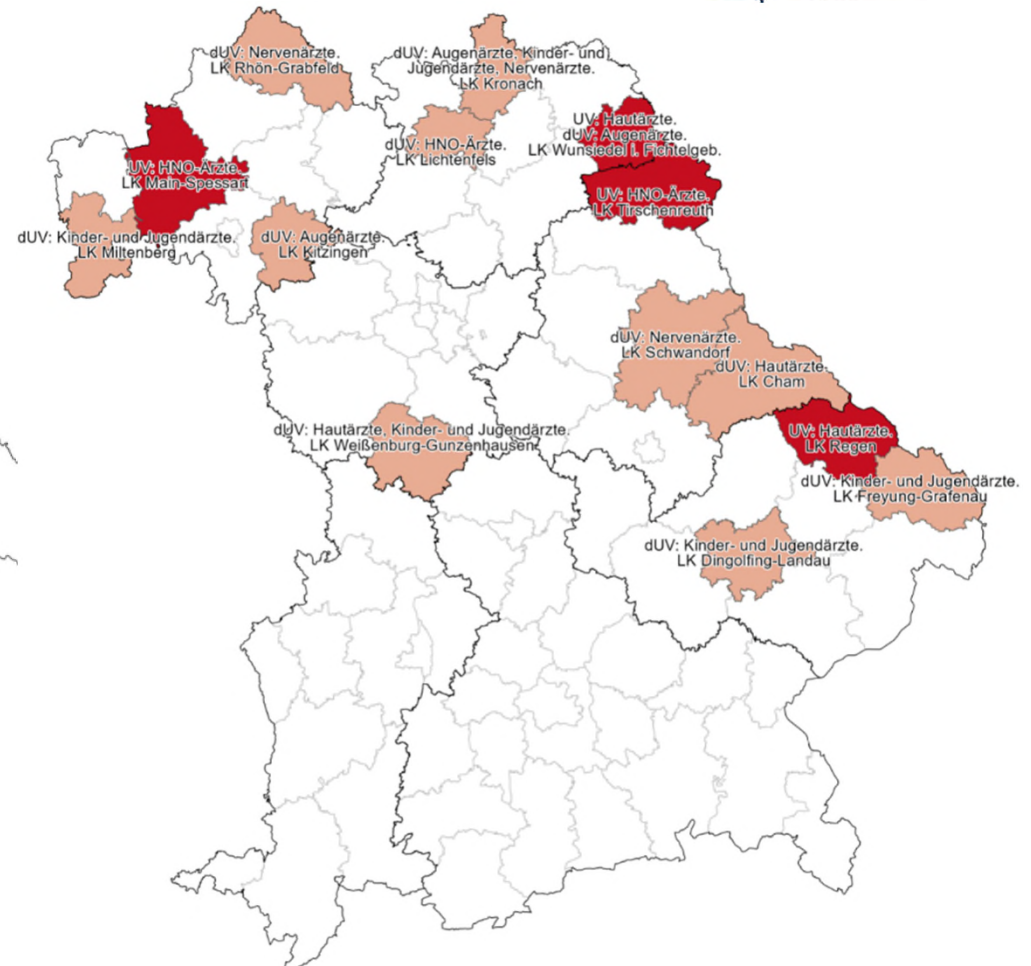 dUV: Nervenärzte.
LK Rhön-Grabfeld
dUV: Augenärzte, Kinder- und
Jugendärzte, Nervenärzte.
LK Kronach
UV: Hautärzte.
dUV: Augenärzte.
LK Wunsiedel i. Fichtelgeb.
dUV: HNO-Ärzte.
LK Lichtenfels
UV: HNO-Ärzte.
LK Main-Spessart
UV: HNO-Ärzte.
LK Tirschenreuth
dUV: Kinder- und Jugendärzte.
LK Miltenberg
dUV: Augenärzte.
LK Kitzingen
dUV: Nervenärzte.
LK Schwandorf
dUV: Hautärzte.
LK Cham
dUV: Hautärzte, Kinder- und Jugendärzte.
LK Weißenburg-Gunzenhausen
UV: Hautärzte.
LK Regen
dUV: Kinder- und Jugendärzte.
LK Freyung-Grafenau
dUV: Kinder- und Jugendärzte.
LK Dingolfing-Landau